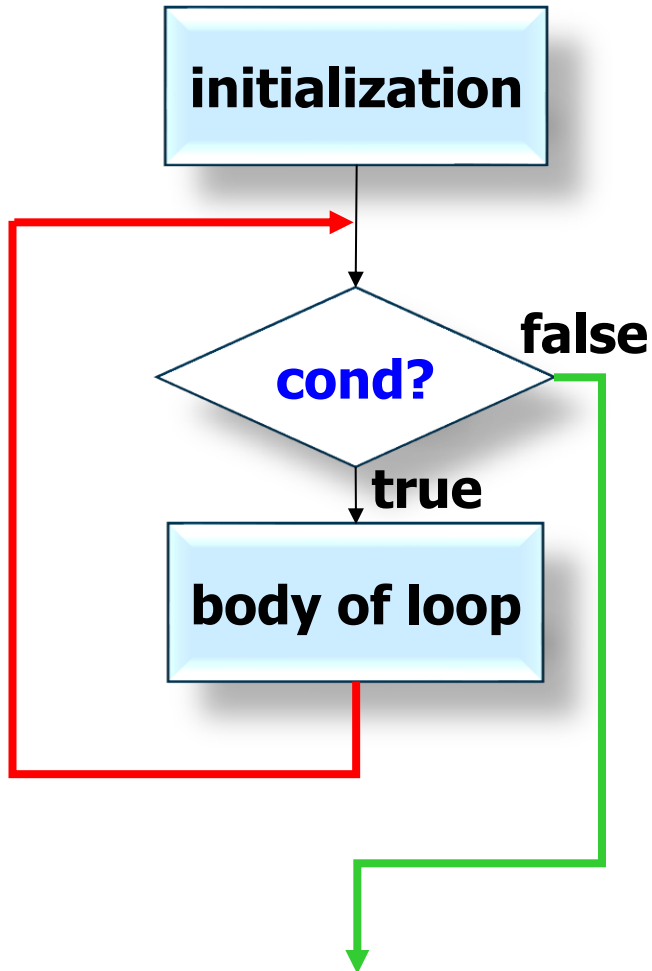 initialization
false
cond?
true
body of loop